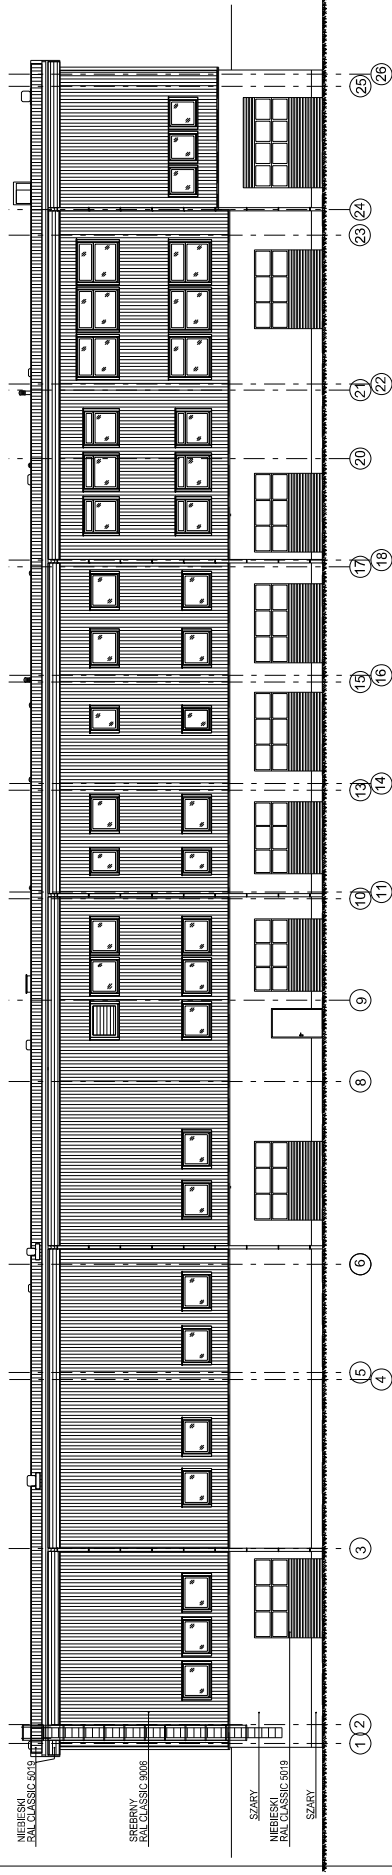 NIEBIESKI
RAL CLASSIC 5019
SREBRNY
RAL CLASSIC 9006
SZARY
NIEBIESKI
RAL CLASSIC 5019
SZARY
1
2
3
4
5
6
8
9
10
11
13
14
15
16
17
18
20
21
22
23
24
25
26